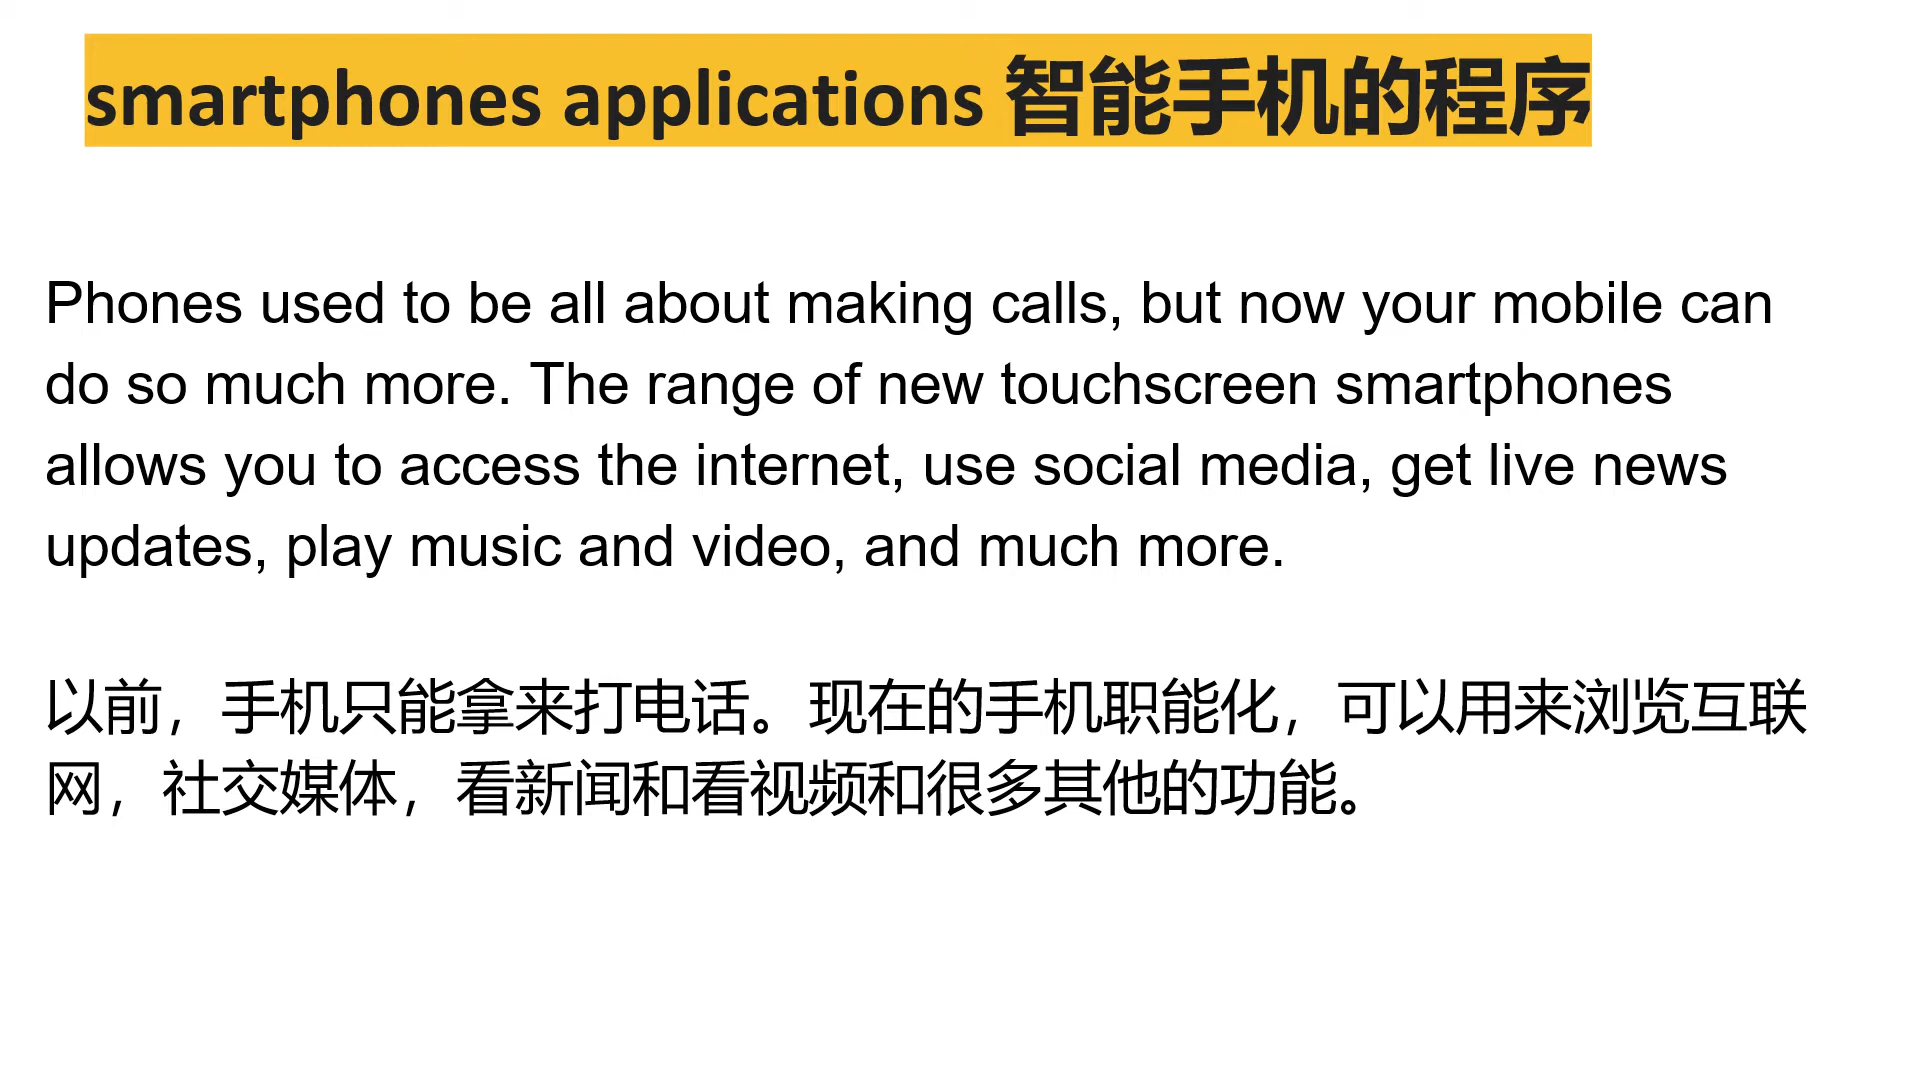 smartphones applications 智能手机的程序
Phones used to be all about making calls, but now your mobile can
do so much more. The range of new touchscreen smartphones
allows you to access the internet, use social media, get live news
updates, play music and video, and much more.
以前，手机只能拿来打电话。现在的手机职能化，可以用来浏览互联
网，社交媒体，看新闻和看视频和很多其他的功能。